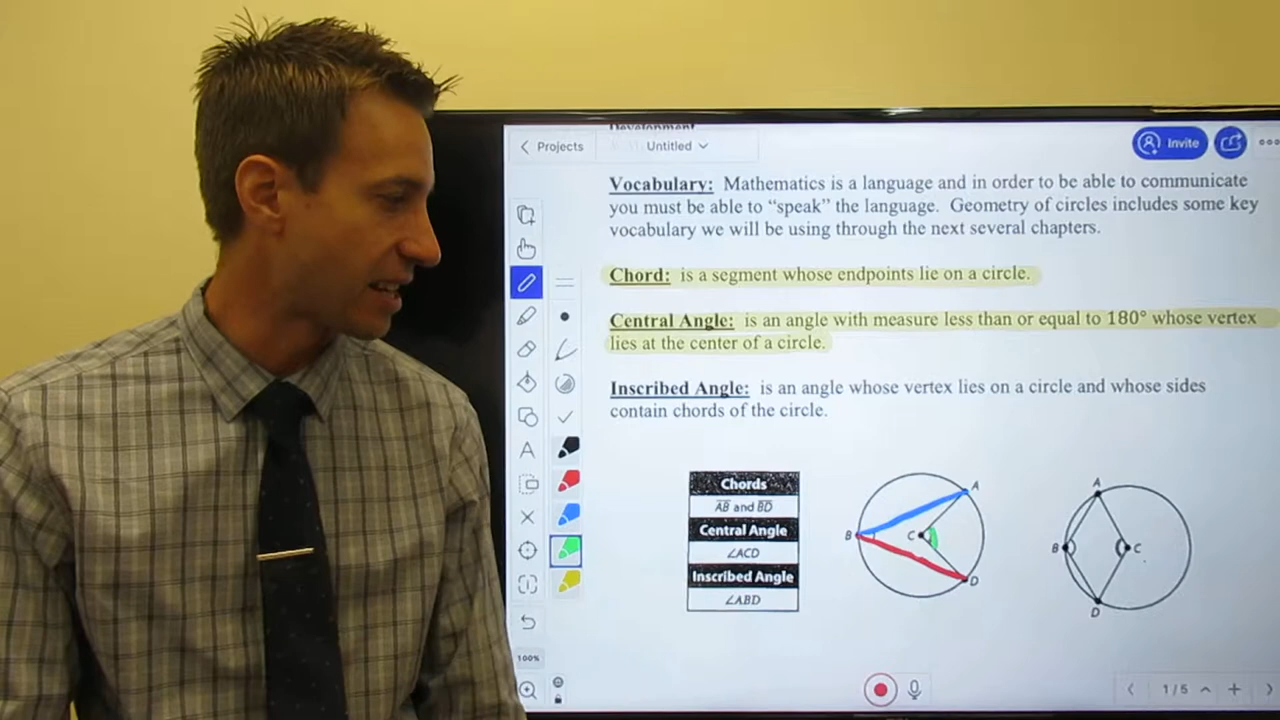 Development
Projects
Untitled
Invite
Vocabulary: Mathematics is a language and in order to be able to communicate
you must be able to “speak” the language. Geometry of circles includes some key
vocabulary we will be using through the next several chapters.
Chord: is a segment whose endpoints lie on a circle.
Central Angle: is an angle with measure less than or equal to 180° whose vertex
lies at the center of a circle.
Inscribed Angle: is an angle whose vertex lies on a circle and whose sides
contain chords of the circle.
Chords
AB and BD
Central Angle
∠ACD
Inscribed Angle
∠ABD
A
B
C
D
A
B
C
D
A
100%
1/5